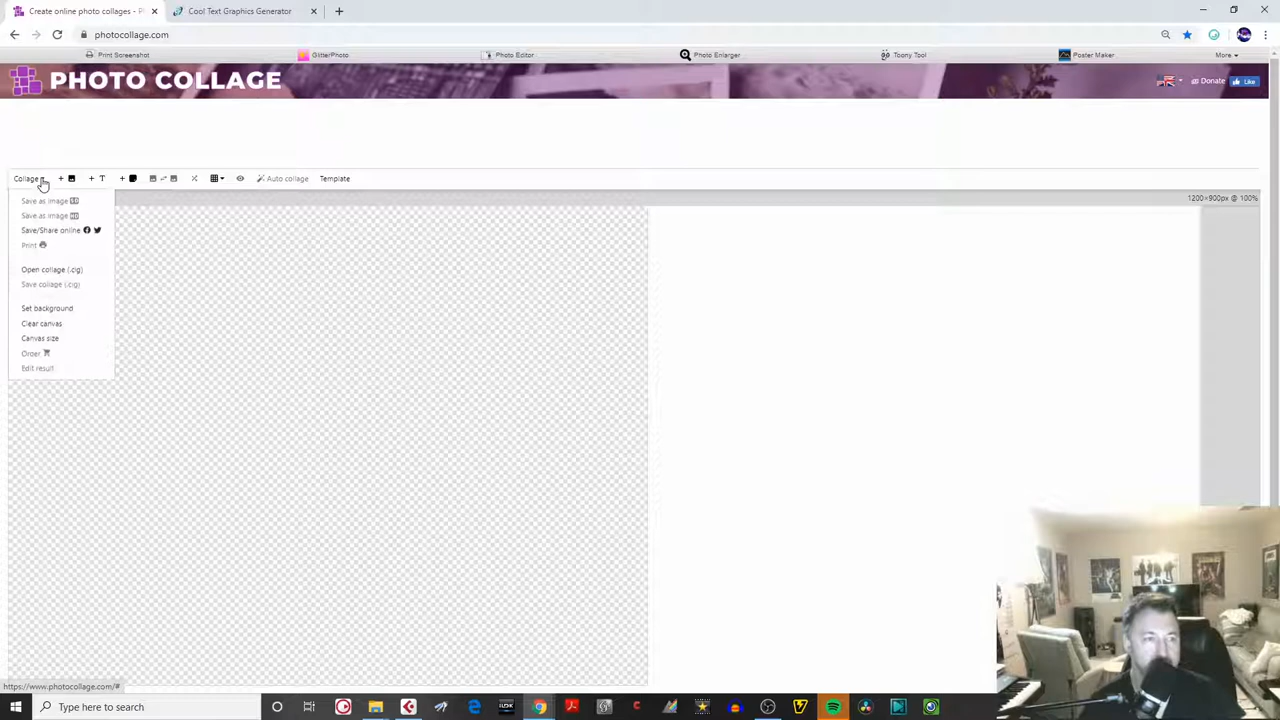 Create online photo collages - P
Cool Text Graphics Generator
photocollage.com
Print Screenshot
GlitterPhoto
Photo Editor
Photo Enlarger
Toony Tool
Poster Maker
More
PHOTO COLLAGE
Donate
Like
Collage
+
+ T
+
Auto collage
Template
1200×900px @ 100%
Save as image
Save as image
Save/Share online
Print
Open collage (.cig)
Save collage (.cig)
Set background
Clear canvas
Canvas size
Order
Edit result
https://www.photocollage.com/#
Type here to search